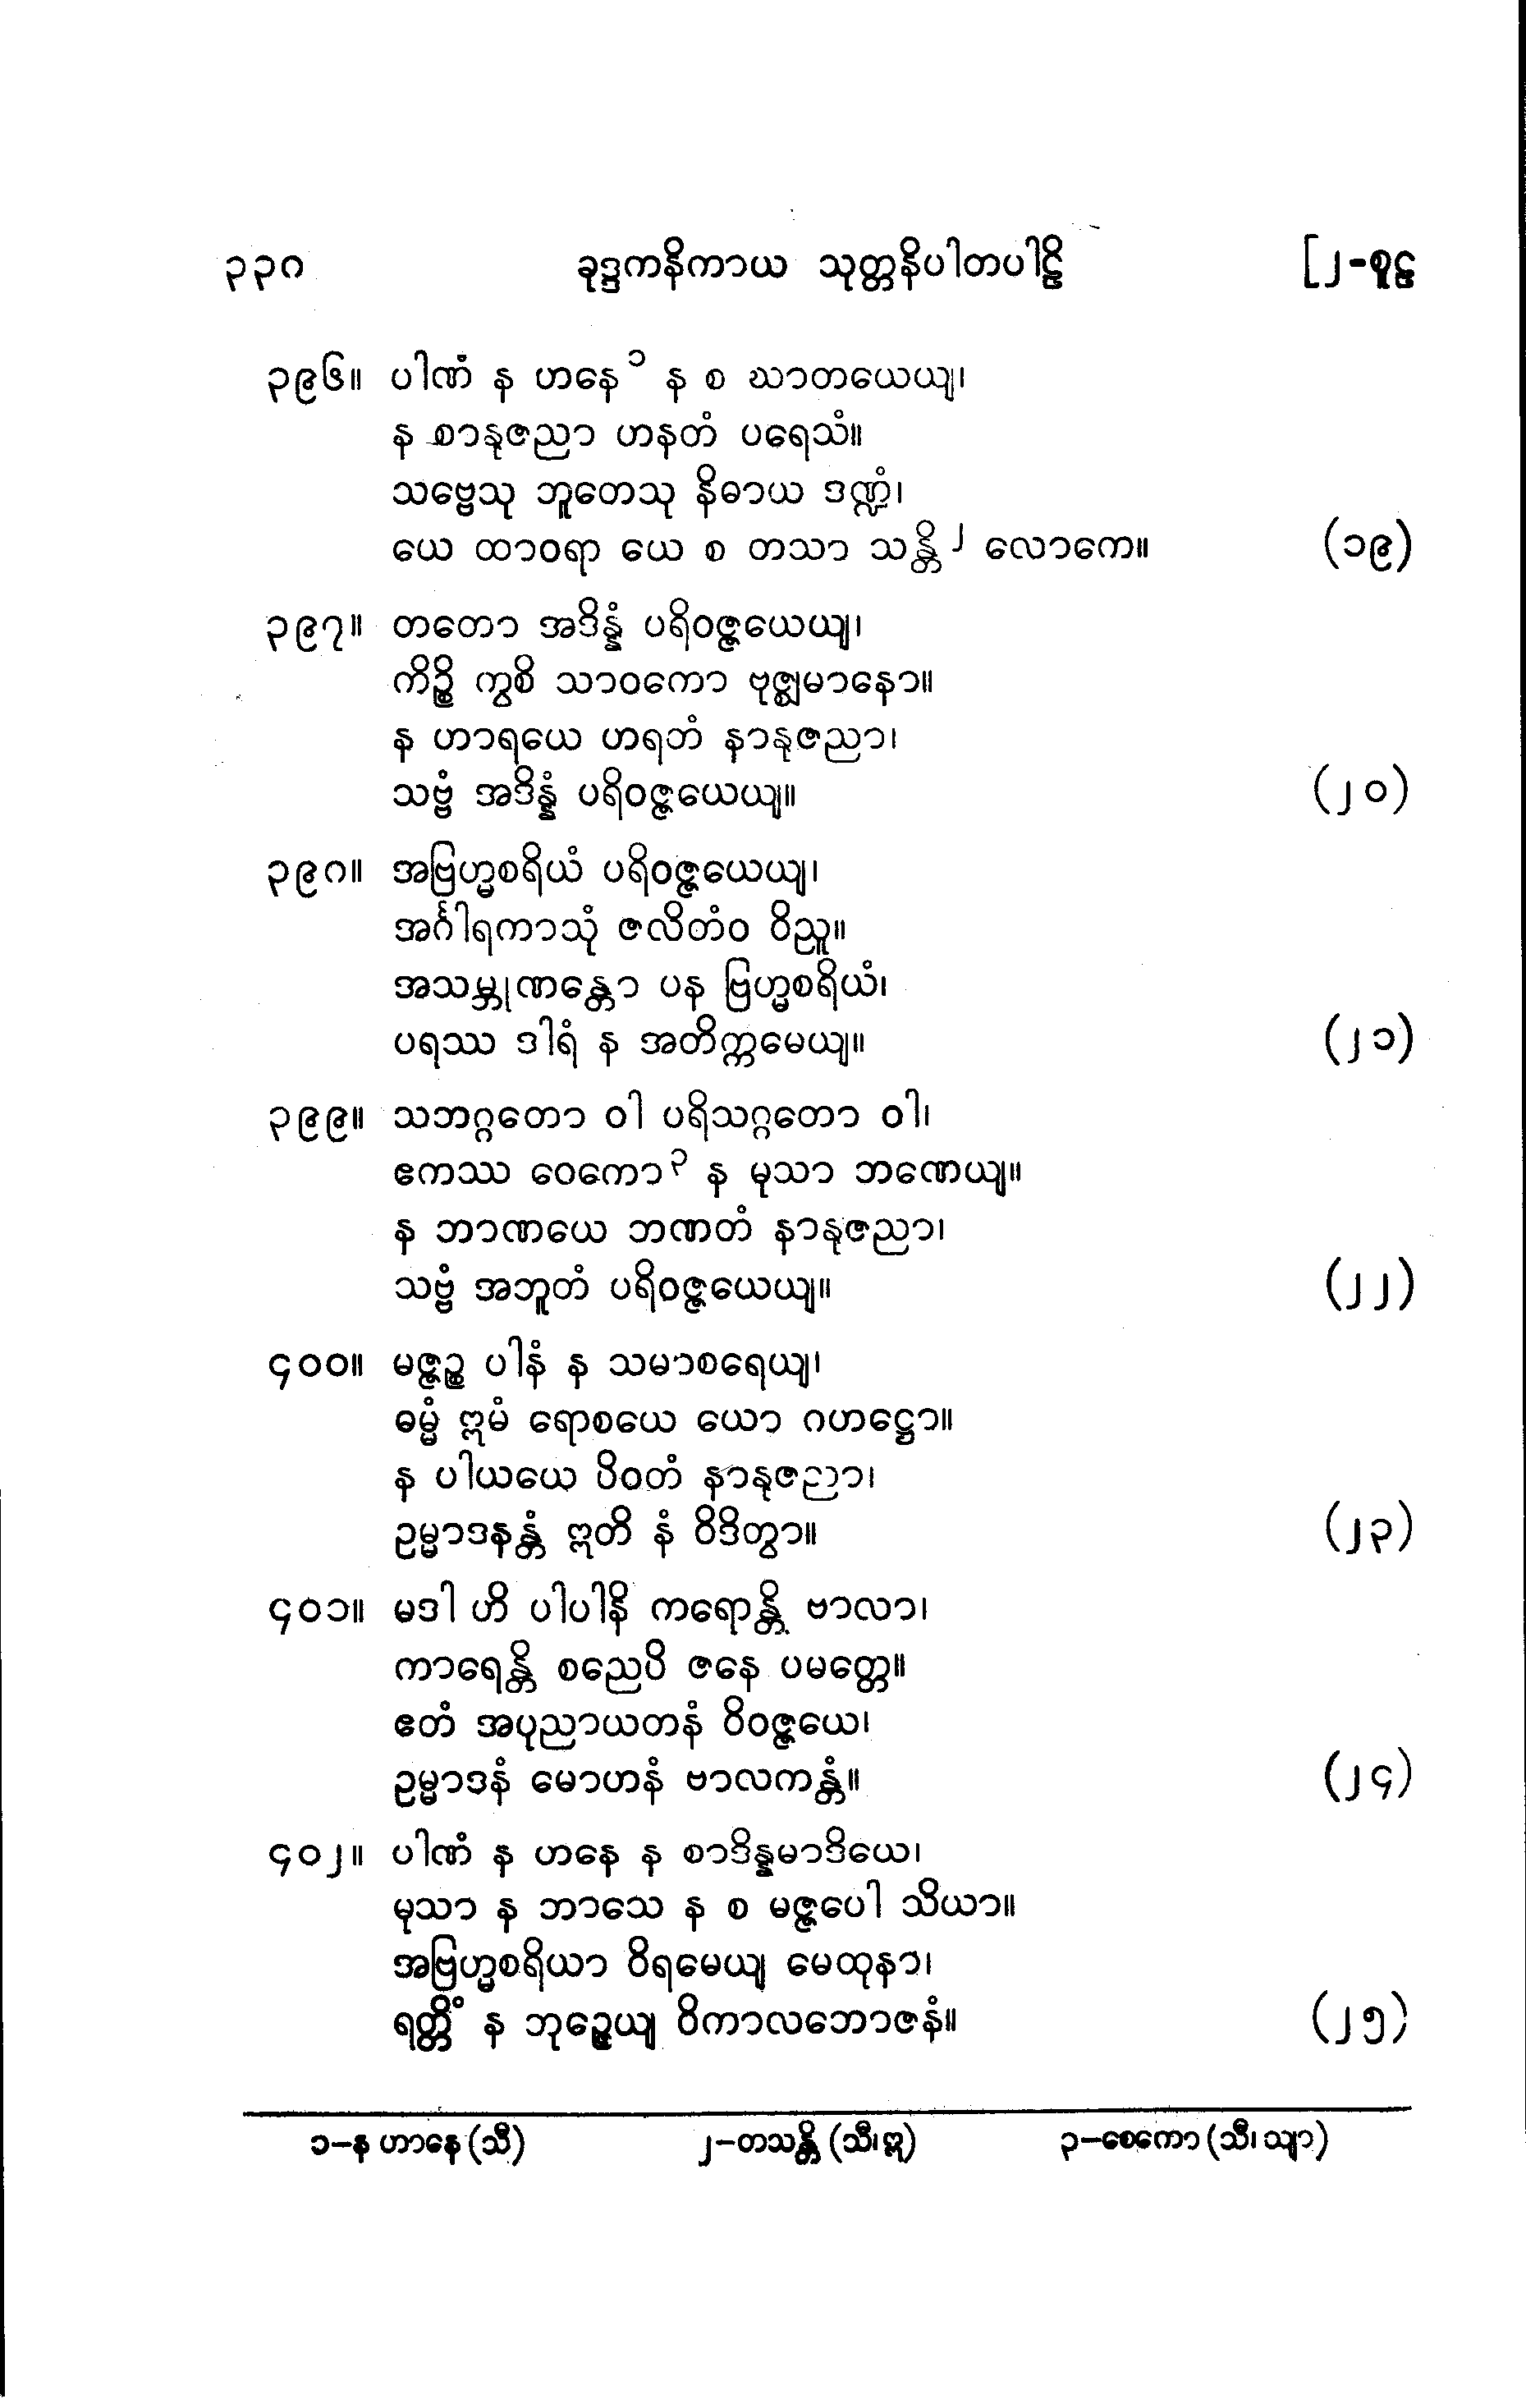 ၃၃၈ ခုဒ္ဒကနိကာယ သုတ္တနိပါတပါဠိ [၂-စူဠ
၃၉၆။ ပါဏံ န ဟနေ၁ န စ ဃာတယေယျ၊
န စာနုဇညာ ဟနတံ ပရေသံ။
သဗ္ဗေသု ဘူတေသု နိဓာယ ဒဏ္ဍံ၊
ယေ ထာဝရာ ယေ စ တသာ သန္တိ၂ လောကေ။ (၁၉)
၃၉၇။ တတော အဒိန္နံ ပရိဝဇ္ဇယေယျ၊
ကိဉ္စိ ကွစိ သာဝကော ဗုဇ္ဈမာနော။
န ဟာရယေ ဟရဘံ နာနုဇညာ၊
သဗ္ဗံ အဒိန္နံ ပရိဝဇ္ဇယေယျ။ (၂၀)
၃၉၈။ အဗြဟ္မစရိယံ ပရိဝဇ္ဇယေယျ၊
အင်္ဂါရကာသုံ ဇလိတံဝ ဝိညူ။
အသမ္ဘုဏန္တော ပန ဗြဟ္မစရိယံ၊
ပရဿ ဒါရံ န အတိက္ကမေယျ။ (၂၁)
၃၉၉။ သဘဂ္ဂတော ဝါ ပရိသဂ္ဂတော ဝါ၊
ဧကဿ ဝေကော၃ န မုသာ ဘဏေယျ။
န ဘာဏယေ ဘဏတံ နာနုဇညာ၊
သဗ္ဗံ အဘူတံ ပရိဝဇ္ဇယေယျ။ (၂၂)
၄၀၀။ မဇ္ဇဉ္စ ပါနံ န သမာစရေယျ၊
ဓမ္မံ ဣမံ ရောစယေ ယော ဂဟဋ္ဌော။
န ပါယယေ ပိဝတံ နာနုဇညာ၊
ဥမ္မာဒနန္တံ ဣတိ နံ ဝိဒိတွာ။ (၂၃)
၄၀၁။ မဒါ ဟိ ပါပါနိ ကရောန္တိ ဗာလာ၊
ကာရေန္တိ စညေပိ ဇနေ ပမတ္တေ။
ဧတံ အပုညာယတနံ ဝိဝဇ္ဇယေ၊
ဥမ္မာဒနံ မောဟနံ ဗာလကန္တံ။ (၂၄)
၄၀၂။ ပါဏံ န ဟနေ န စာဒိန္နမာဒိယေ၊
မုသာ န ဘာသေ န စ မဇ္ဇပေါ သိယာ။
အဗြဟ္မစရိယာ ဝိရမေယျ မေထုနာ၊
ရတ္တိံ န ဘုဉ္ဇေယျ ဝိကာလဘောဇနံ။ (၂၅)
၁-န ဟာနေ (သီ) ၂-တသန္တိ (သီ၊ ဣ) ၃-စေကော (သီ၊ သျာ)